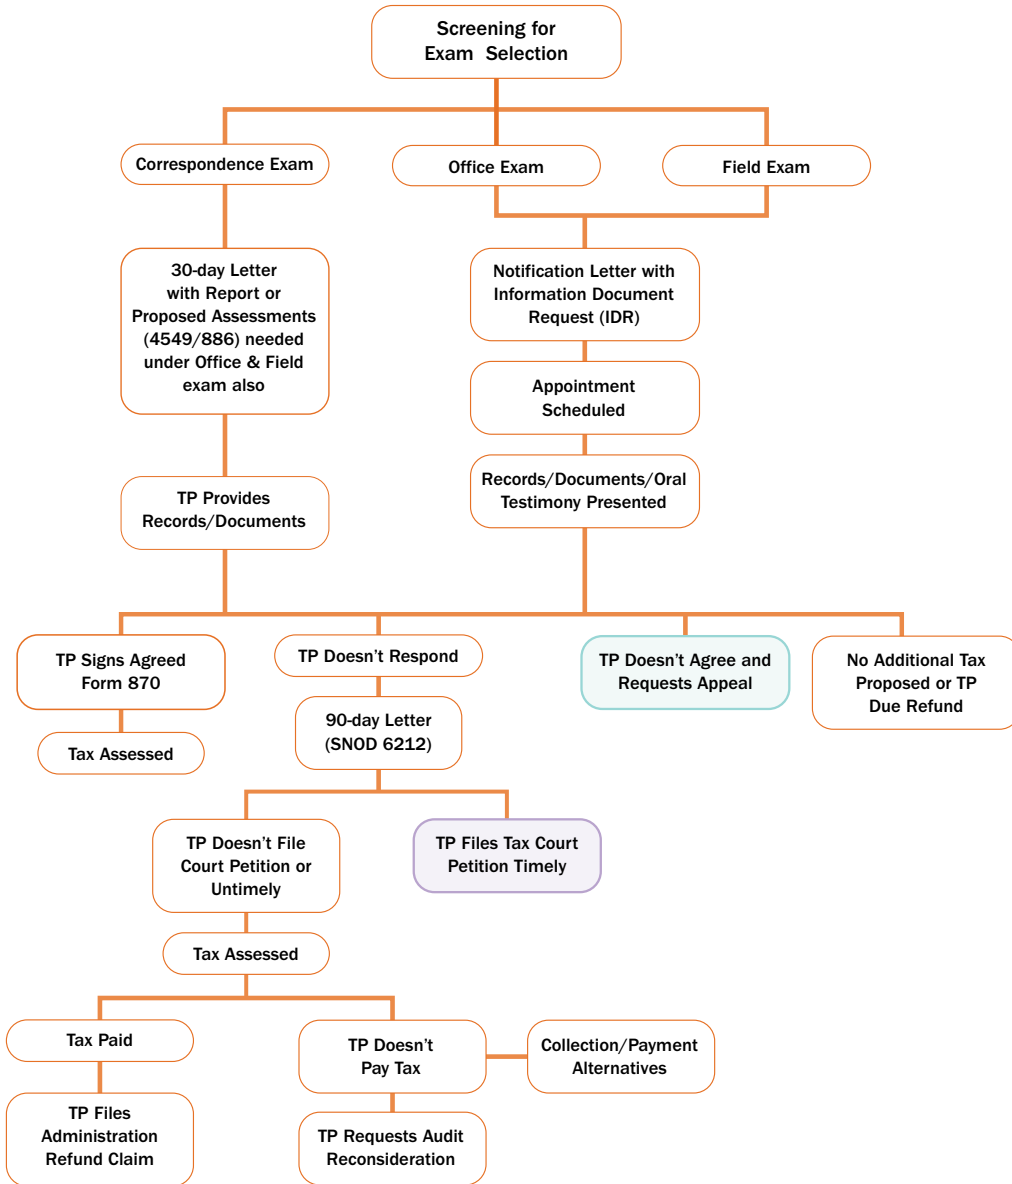 Screening for
Exam Selection
Correspondence Exam
Office Exam
Field Exam
30-day Letter
with Report or
Proposed Assessments
(4549/886) needed
under Office & Field
exam also
Notification Letter with
Information Document
Request (IDR)
Appointment
Scheduled
TP Provides
Records/Documents
Records/Documents/Oral
Testimony Presented
TP Signs Agreed
Form 870
TP Doesn't Respond
TP Doesn't Agree and
Requests Appeal
No Additional Tax
Proposed or TP
Due Refund
Tax Assessed
90-day Letter
(SNOD 6212)
TP Doesn't File
Court Petition or
Untimely
TP Files Tax Court
Petition Timely
Tax Assessed
Tax Paid
TP Doesn't
Pay Tax
Collection/Payment
Alternatives
TP Files
Administration
Refund Claim
TP Requests Audit
Reconsideration